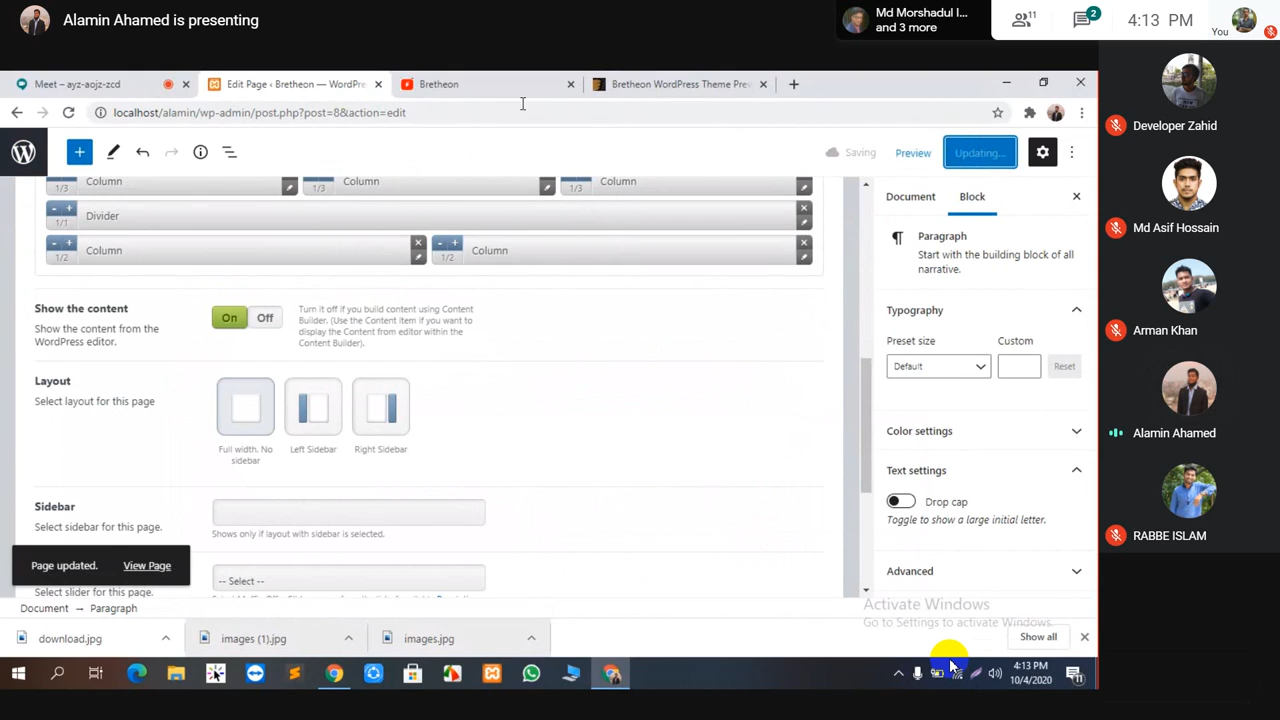 Alamin Ahamed is presenting
Md Morshadul I...
and 3 more
11
2
4:13 PM
You
Meet – ayz-aojz-zcd
Edit Page ‹ Bretheon — WordPre
Bretheon
Bretheon WordPress Theme Pres
localhost/alamin/wp-admin/post.php?post=8&action=edit
Saving
Preview
Updating...
1/3 Column
1/3 Column
1/3 Column
1/1 Divider
1/2 Column
1/2 Column
Show the content
Show the content from the
WordPress editor.
On
Off
Turn it off if you build content using Content
Builder. (Use the Content item if you want to
display the Content from editor within the
Content Builder).
Layout
Select layout for this page
Full width. No
sidebar
Left Sidebar
Right Sidebar
Sidebar
Select sidebar for this page.
Shows only if layout with sidebar is selected.
-- Select --
Select slider for this page.
Page updated.
View Page
Document → Paragraph
Document
Block
Paragraph
Start with the building block of all
narrative.
Typography
Preset size
Custom
Default
Reset
Color settings
Text settings
Drop cap
Toggle to show a large initial letter.
Advanced
Activate Windows
Go to Settings to activate Windows.
download.jpg
images (1).jpg
images.jpg
Show all
4:13 PM
10/4/2020
11
Developer Zahid
Md Asif Hossain
Arman Khan
Alamin Ahamed
RABBE ISLAM